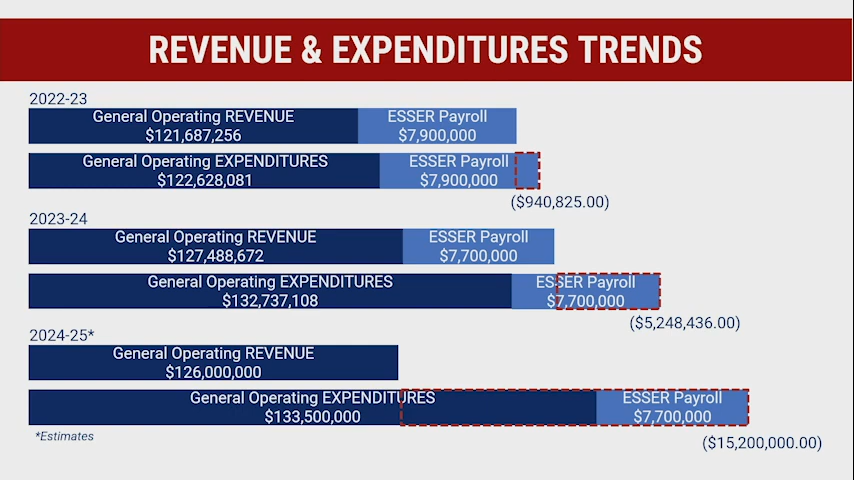 REVENUE & EXPENDITURES TRENDS
2022-23
General Operating REVENUE
$121,687,256
ESSER Payroll
$7,900,000
General Operating EXPENDITURES
$122,628,081
ESSER Payroll
$7,900,000
($940,825.00)
2023-24
General Operating REVENUE
$127,488,672
ESSER Payroll
$7,700,000
General Operating EXPENDITURES
$132,737,108
ESSER Payroll
$7,700,000
($5,248,436.00)
2024-25*
General Operating REVENUE
$126,000,000
General Operating EXPENDITURES
$133,500,000
ESSER Payroll
$7,700,000
*Estimates
($15,200,000.00)